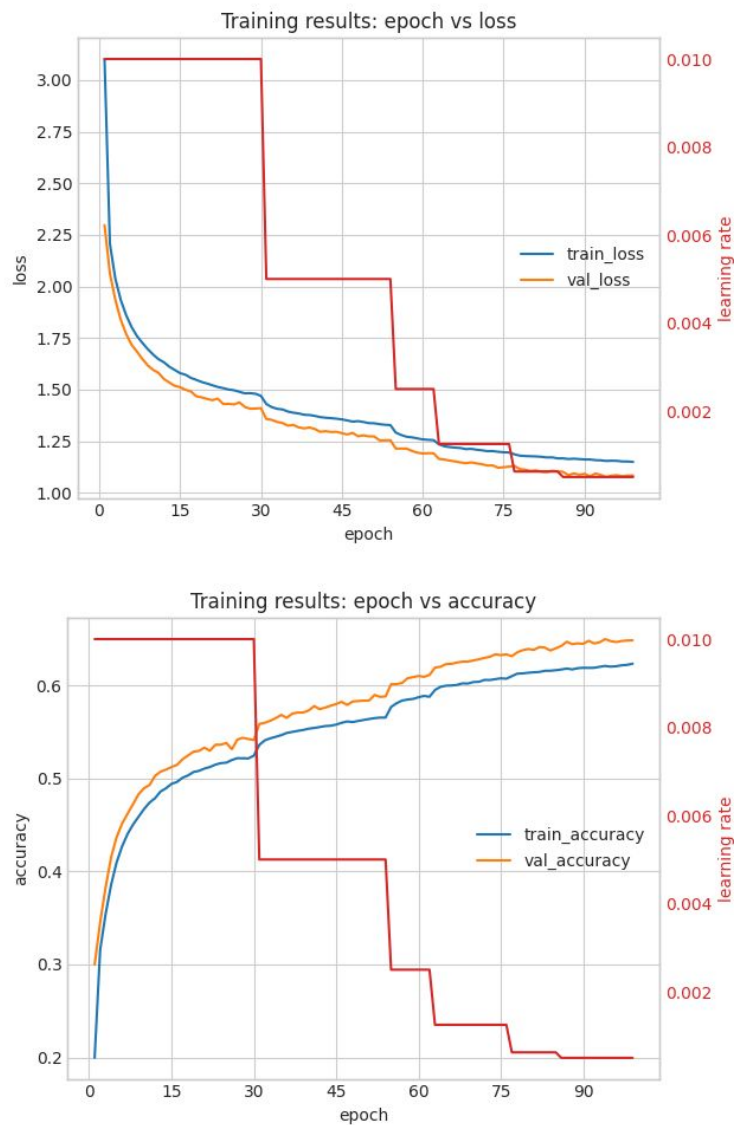 Training results: epoch vs loss
3.00
2.75
2.50
2.25
2.00
1.75
1.50
1.25
1.00
loss
0 15 30 45 60 75 90
epoch
0.010
0.008
0.006
0.004
0.002
learning rate
train_loss
val_loss
Training results: epoch vs accuracy
0.6
0.5
0.4
0.3
0.2
accuracy
0 15 30 45 60 75 90
epoch
0.010
0.008
0.006
0.004
0.002
learning rate
train_accuracy
val_accuracy